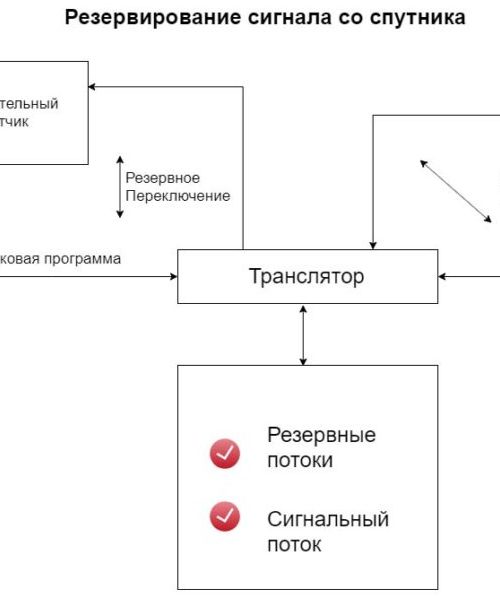 Резервирование сигнала со спутника
тельный
тчик
Резервное
Переключение
ковая программа
Транслятор
Резервные
потоки
Сигнальный
поток